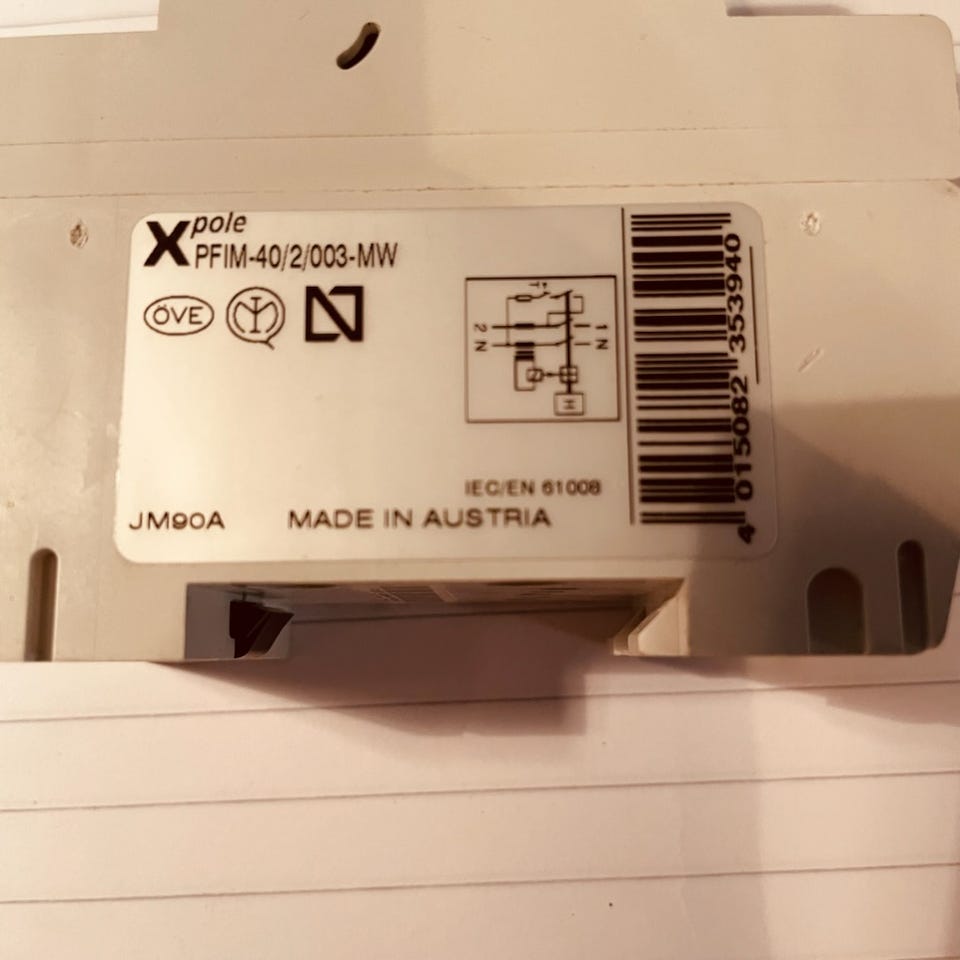 Xpole
PFIM-40/2/003-MW
ÖVE
T
2 1
N N
H
IEC/EN 61008
JM90A MADE IN AUSTRIA
4 015082 353940